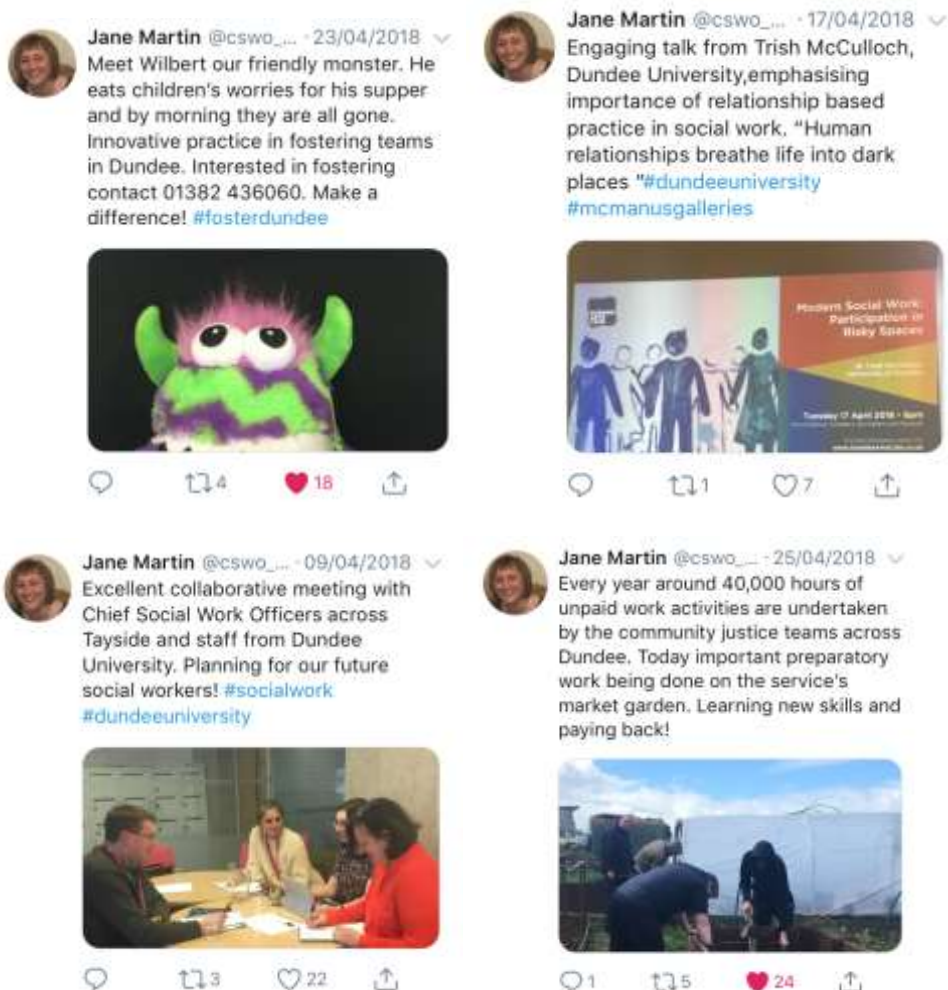 Jane Martin @cswo_... · 23/04/2018
Meet Wilbert our friendly monster. He
eats children's worries for his supper
and by morning they are all gone.
Innovative practice in fostering teams
in Dundee. Interested in fostering
contact 01382 436060. Make a
difference! #fosterdundee
4 18
Jane Martin @cswo_... · 17/04/2018
Engaging talk from Trish McCulloch,
Dundee University,emphasising
importance of relationship based
practice in social work. “Human
relationships breathe life into dark
places "#dundeeuniversity
#mcmanusgalleries
Modern Social Work:
Participation in
Risky Spaces
Tuesday 17 April 2018 - 6pm
1 7
Jane Martin @cswo_... · 09/04/2018
Excellent collaborative meeting with
Chief Social Work Officers across
Tayside and staff from Dundee
University. Planning for our future
social workers! #socialwork
#dundeeuniversity
3 22
Jane Martin @cswo_... · 25/04/2018
Every year around 40,000 hours of
unpaid work activities are undertaken
by the community justice teams across
Dundee. Today important preparatory
work being done on the service's
market garden. Learning new skills and
paying back!
1 5 24